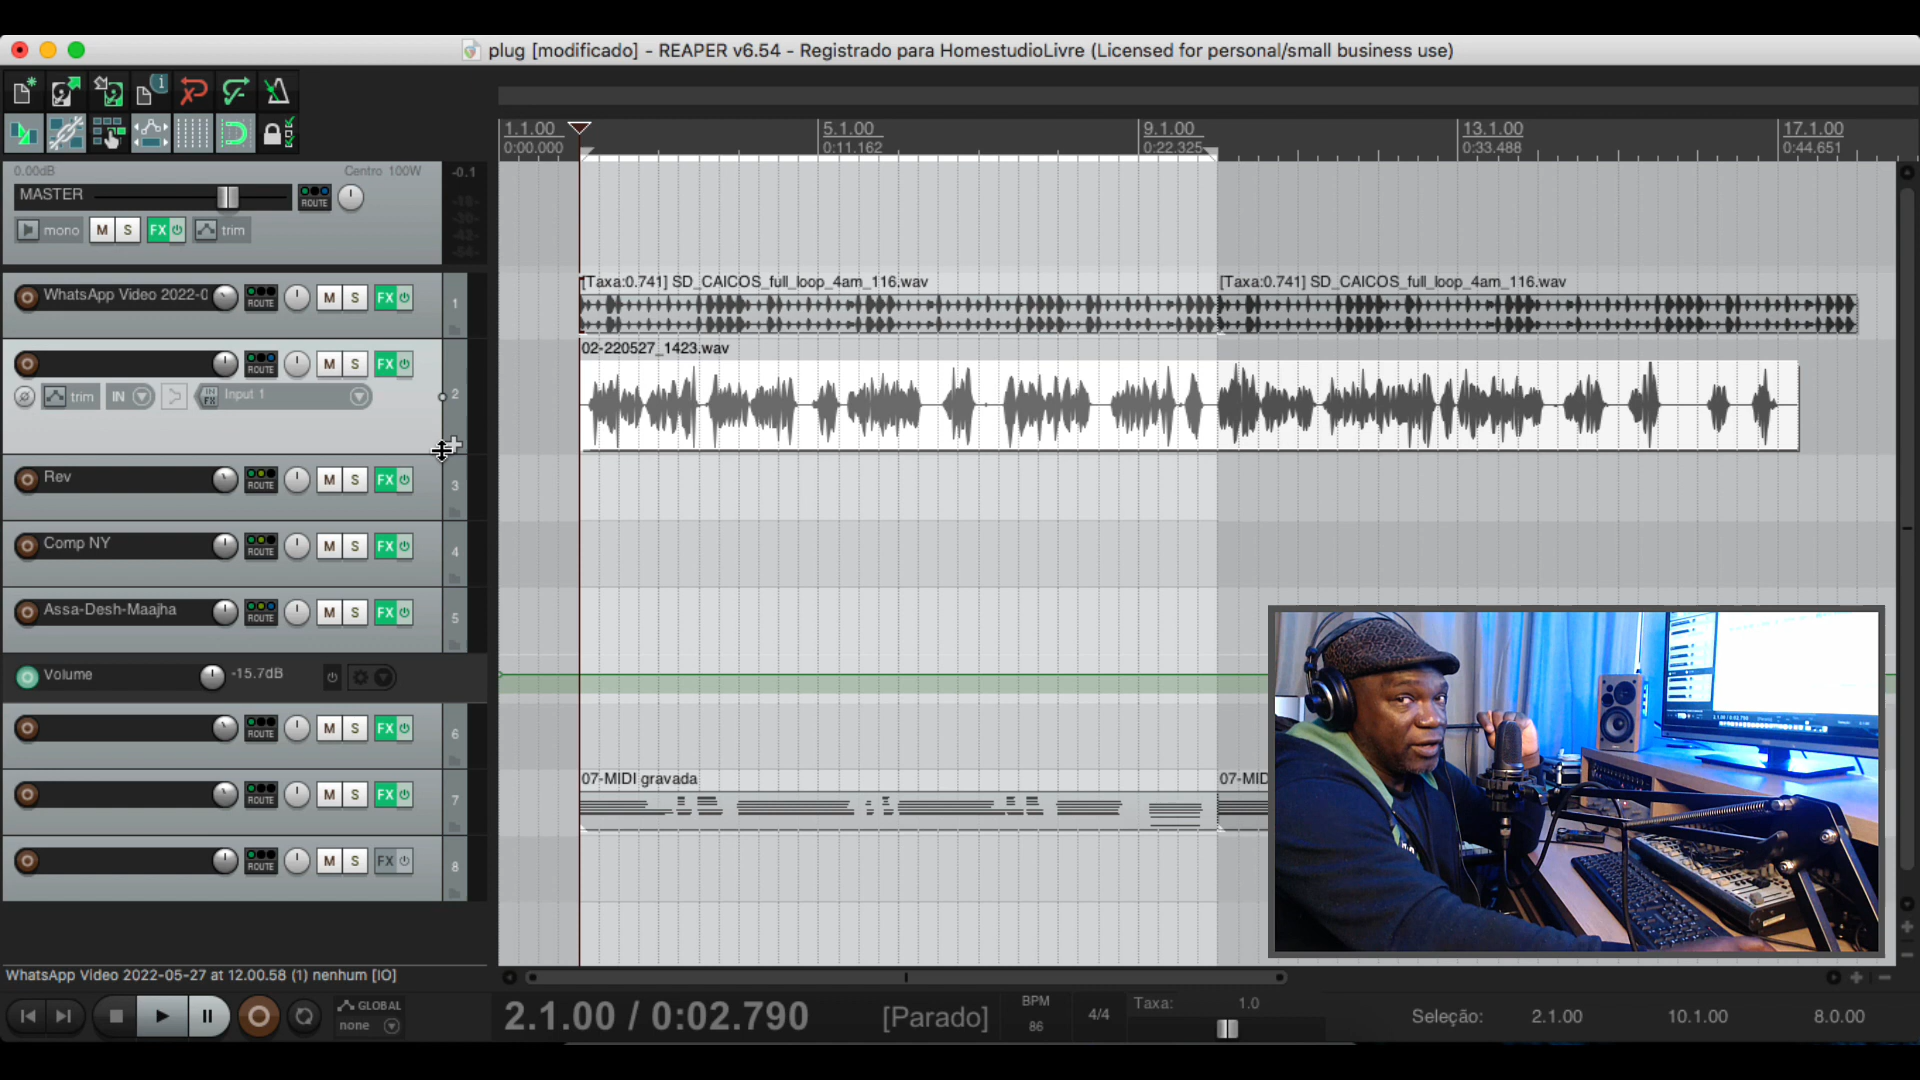 plug [modificado] - REAPER v6.54 - Registrado para HomestudioLivre (Licensed for personal/small business use)
1.1.00
0:00.000
5.1.00
0:11.162
9.1.00
0:22.325
13.1.00
0:33.488
17.1.00
0:44.651
0.00dB
Centro 100W
-0.1
MASTER
ROUTE
-18-
-30-
-42-
-54-
mono
M
S
FX
trim
WhatsApp Video 2022-0
ROUTE
M
S
FX
1
[Taxa:0.741] SD_CAICOS_full_loop_4am_116.wav
[Taxa:0.741] SD_CAICOS_full_loop_4am_116.wav
ROUTE
M
S
FX
02-220527_1423.wav
trim
IN
IN
FX
Input 1
2
Rev
ROUTE
M
S
FX
3
Comp NY
ROUTE
M
S
FX
4
Assa-Desh-Maajha
ROUTE
M
S
FX
5
Volume
-15.7dB
ROUTE
M
S
FX
6
ROUTE
M
S
FX
7
07-MIDI gravada
07-MID
ROUTE
M
S
FX
8
WhatsApp Video 2022-05-27 at 12.00.58 (1) nenhum [IO]
GLOBAL
none
2.1.00 / 0:02.790
[Parado]
BPM
86
4/4
Taxa:
1.0
Seleção:
2.1.00
10.1.00
8.0.00